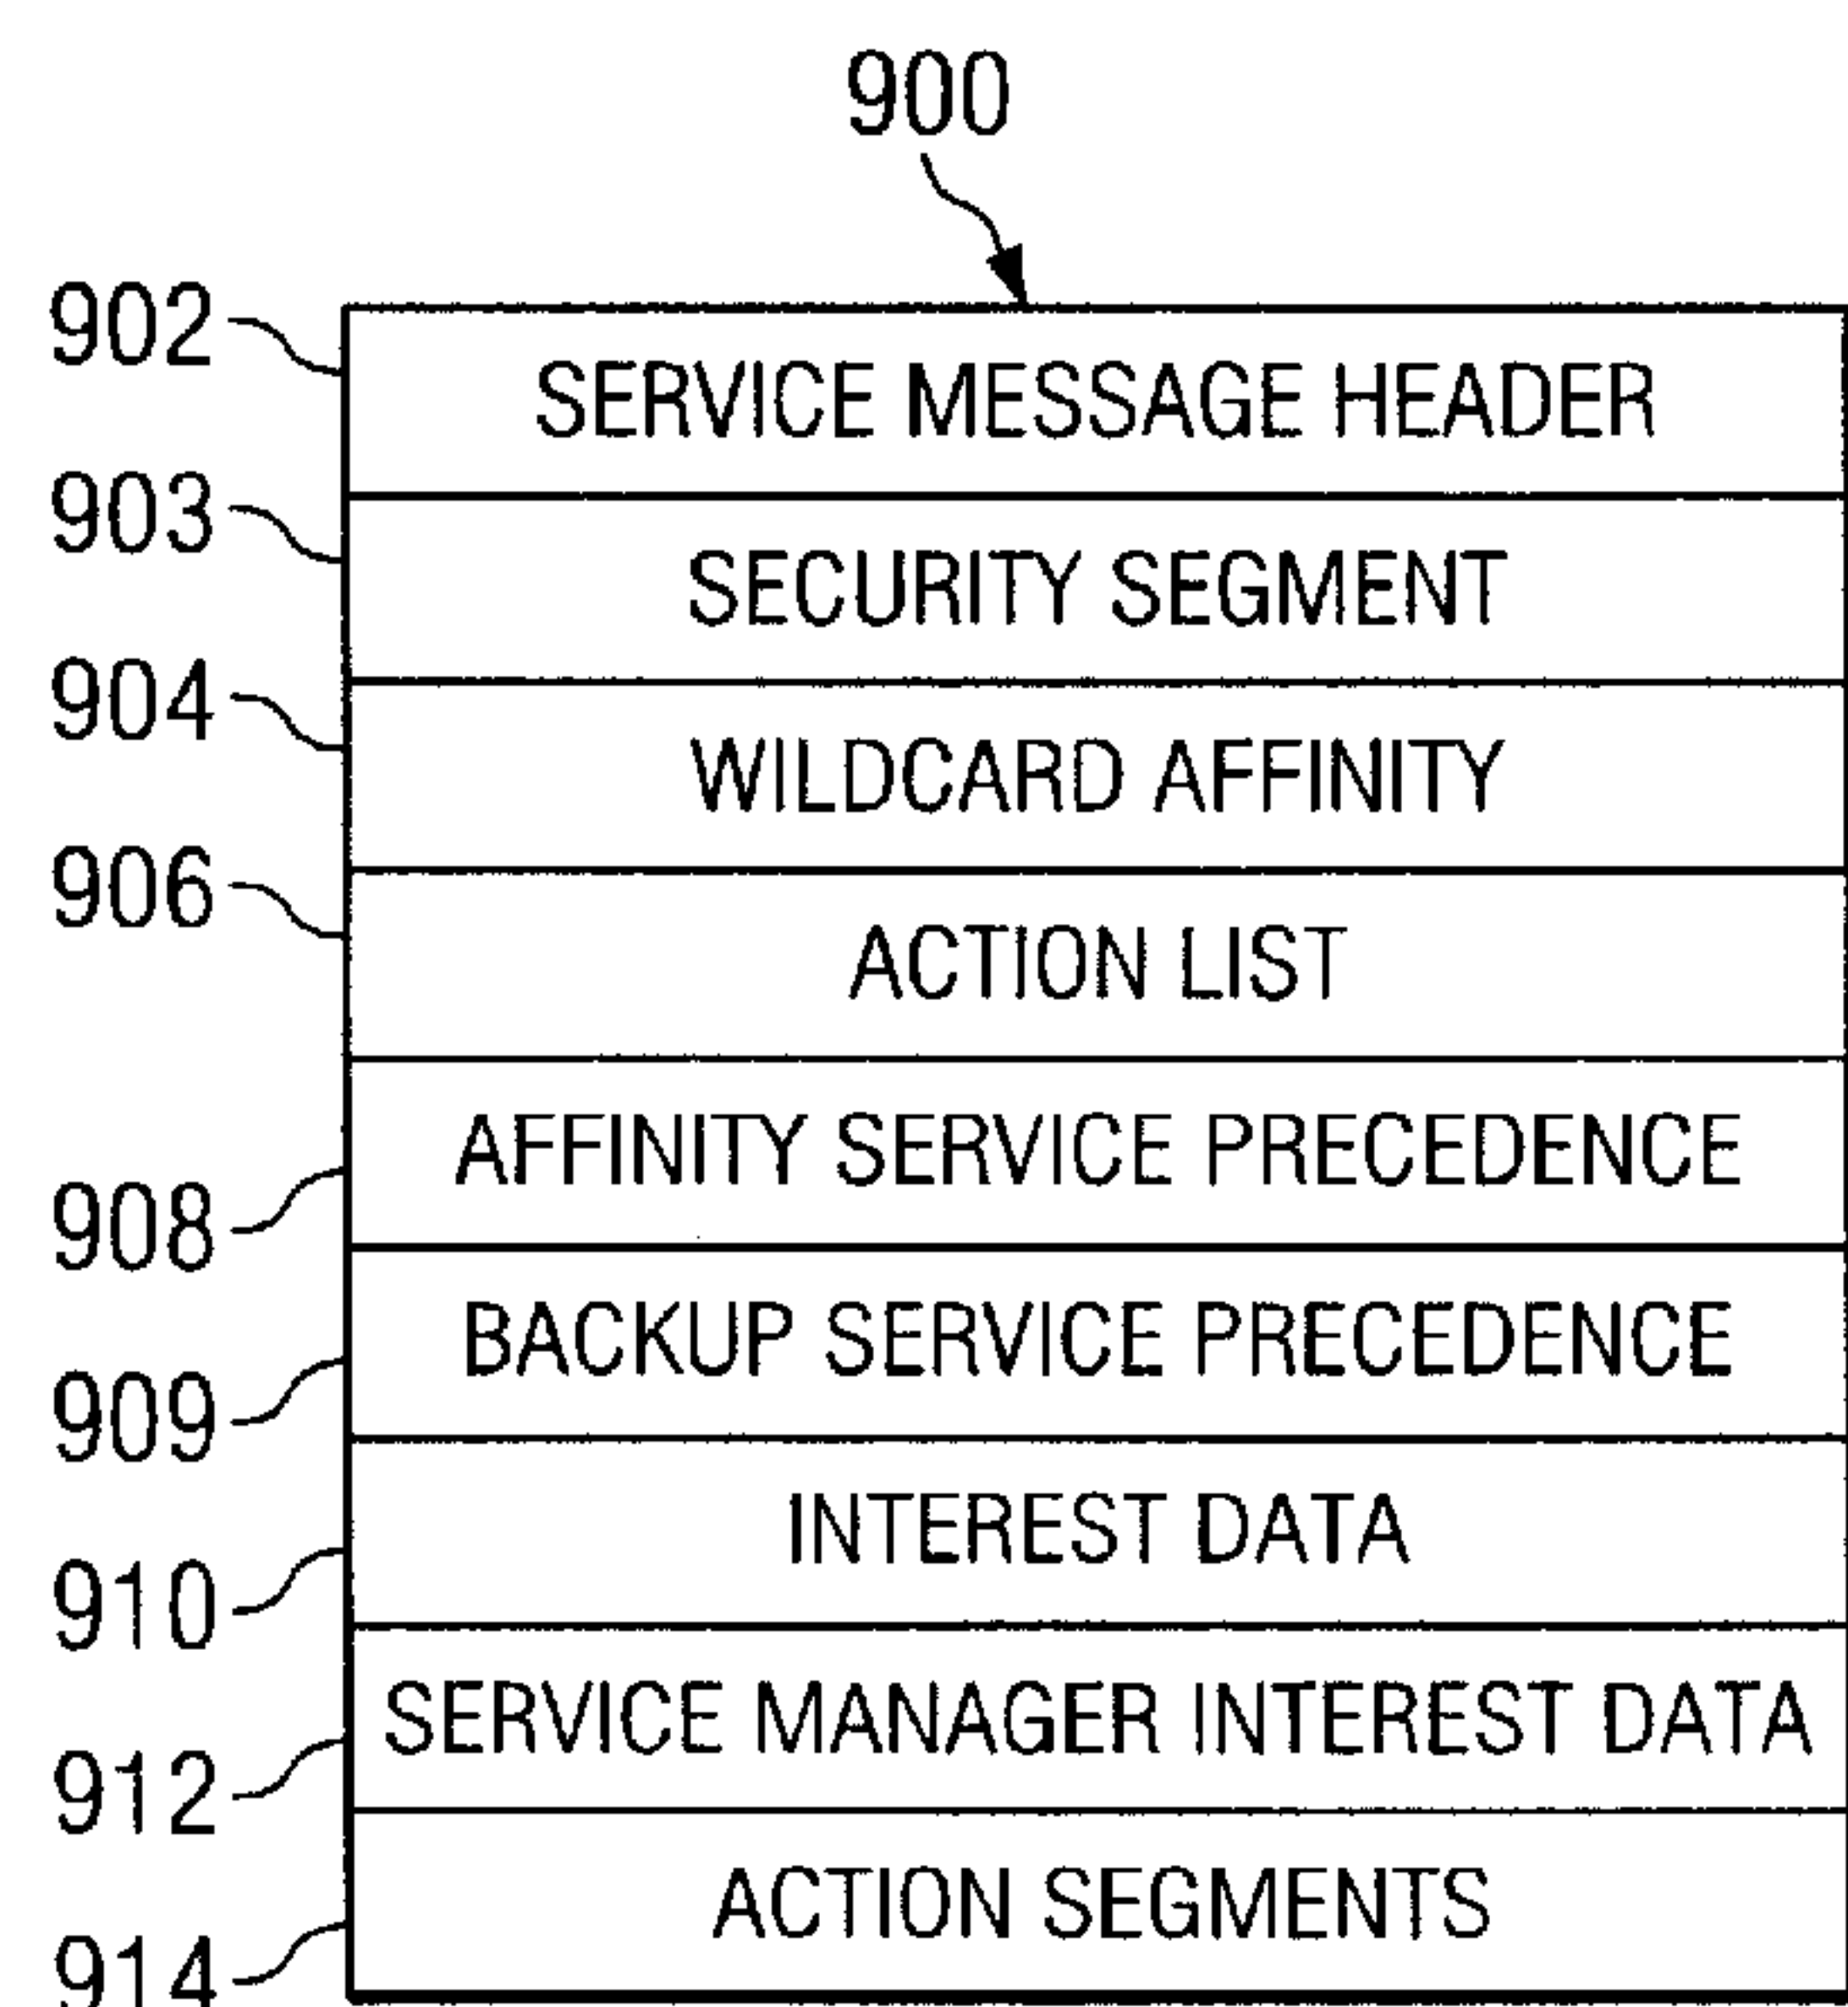 900
902 SERVICE MESSAGE HEADER
903 SECURITY SEGMENT
904 WILDCARD AFFINITY
906 ACTION LIST
908 AFFINITY SERVICE PRECEDENCE
909 BACKUP SERVICE PRECEDENCE
910 INTEREST DATA
912 SERVICE MANAGER INTEREST DATA
914 ACTION SEGMENTS